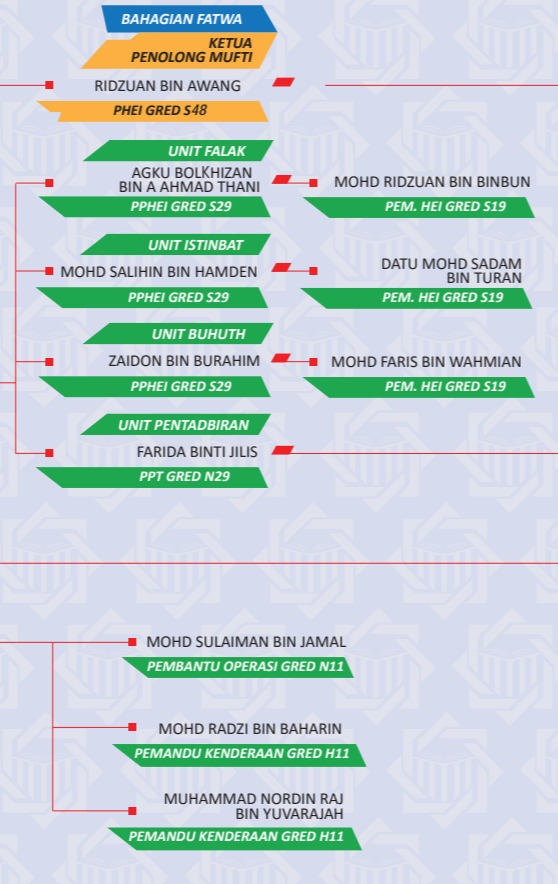 BAHAGIAN FATWA
KETUA
PENOLONG MUFTI
RIDZUAN BIN AWANG
PHEI GRED S48
UNIT FALAK
AGKU BOLKHIZAN
BIN A AHMAD THANI
PPHEI GRED S29
MOHD RIDZUAN BIN BINBUN
PEM. HEI GRED S19
UNIT ISTINBAT
MOHD SALIHIN BIN HAMDEN
PPHEI GRED S29
DATU MOHD SADAM
BIN TURAN
PEM. HEI GRED S19
UNIT BUHUTH
ZAIDON BIN BURAHIM
PPHEI GRED S29
MOHD FARIS BIN WAHMIAN
PEM. HEI GRED S19
UNIT PENTADBIRAN
FARIDA BINTI JILIS
PPT GRED N29
MOHD SULAIMAN BIN JAMAL
PEMBANTU OPERASI GRED N11
MOHD RADZI BIN BAHARIN
PEMANDU KENDERAAN GRED H11
MUHAMMAD NORDIN RAJ
BIN YUVARAJAH
PEMANDU KENDERAAN GRED H11